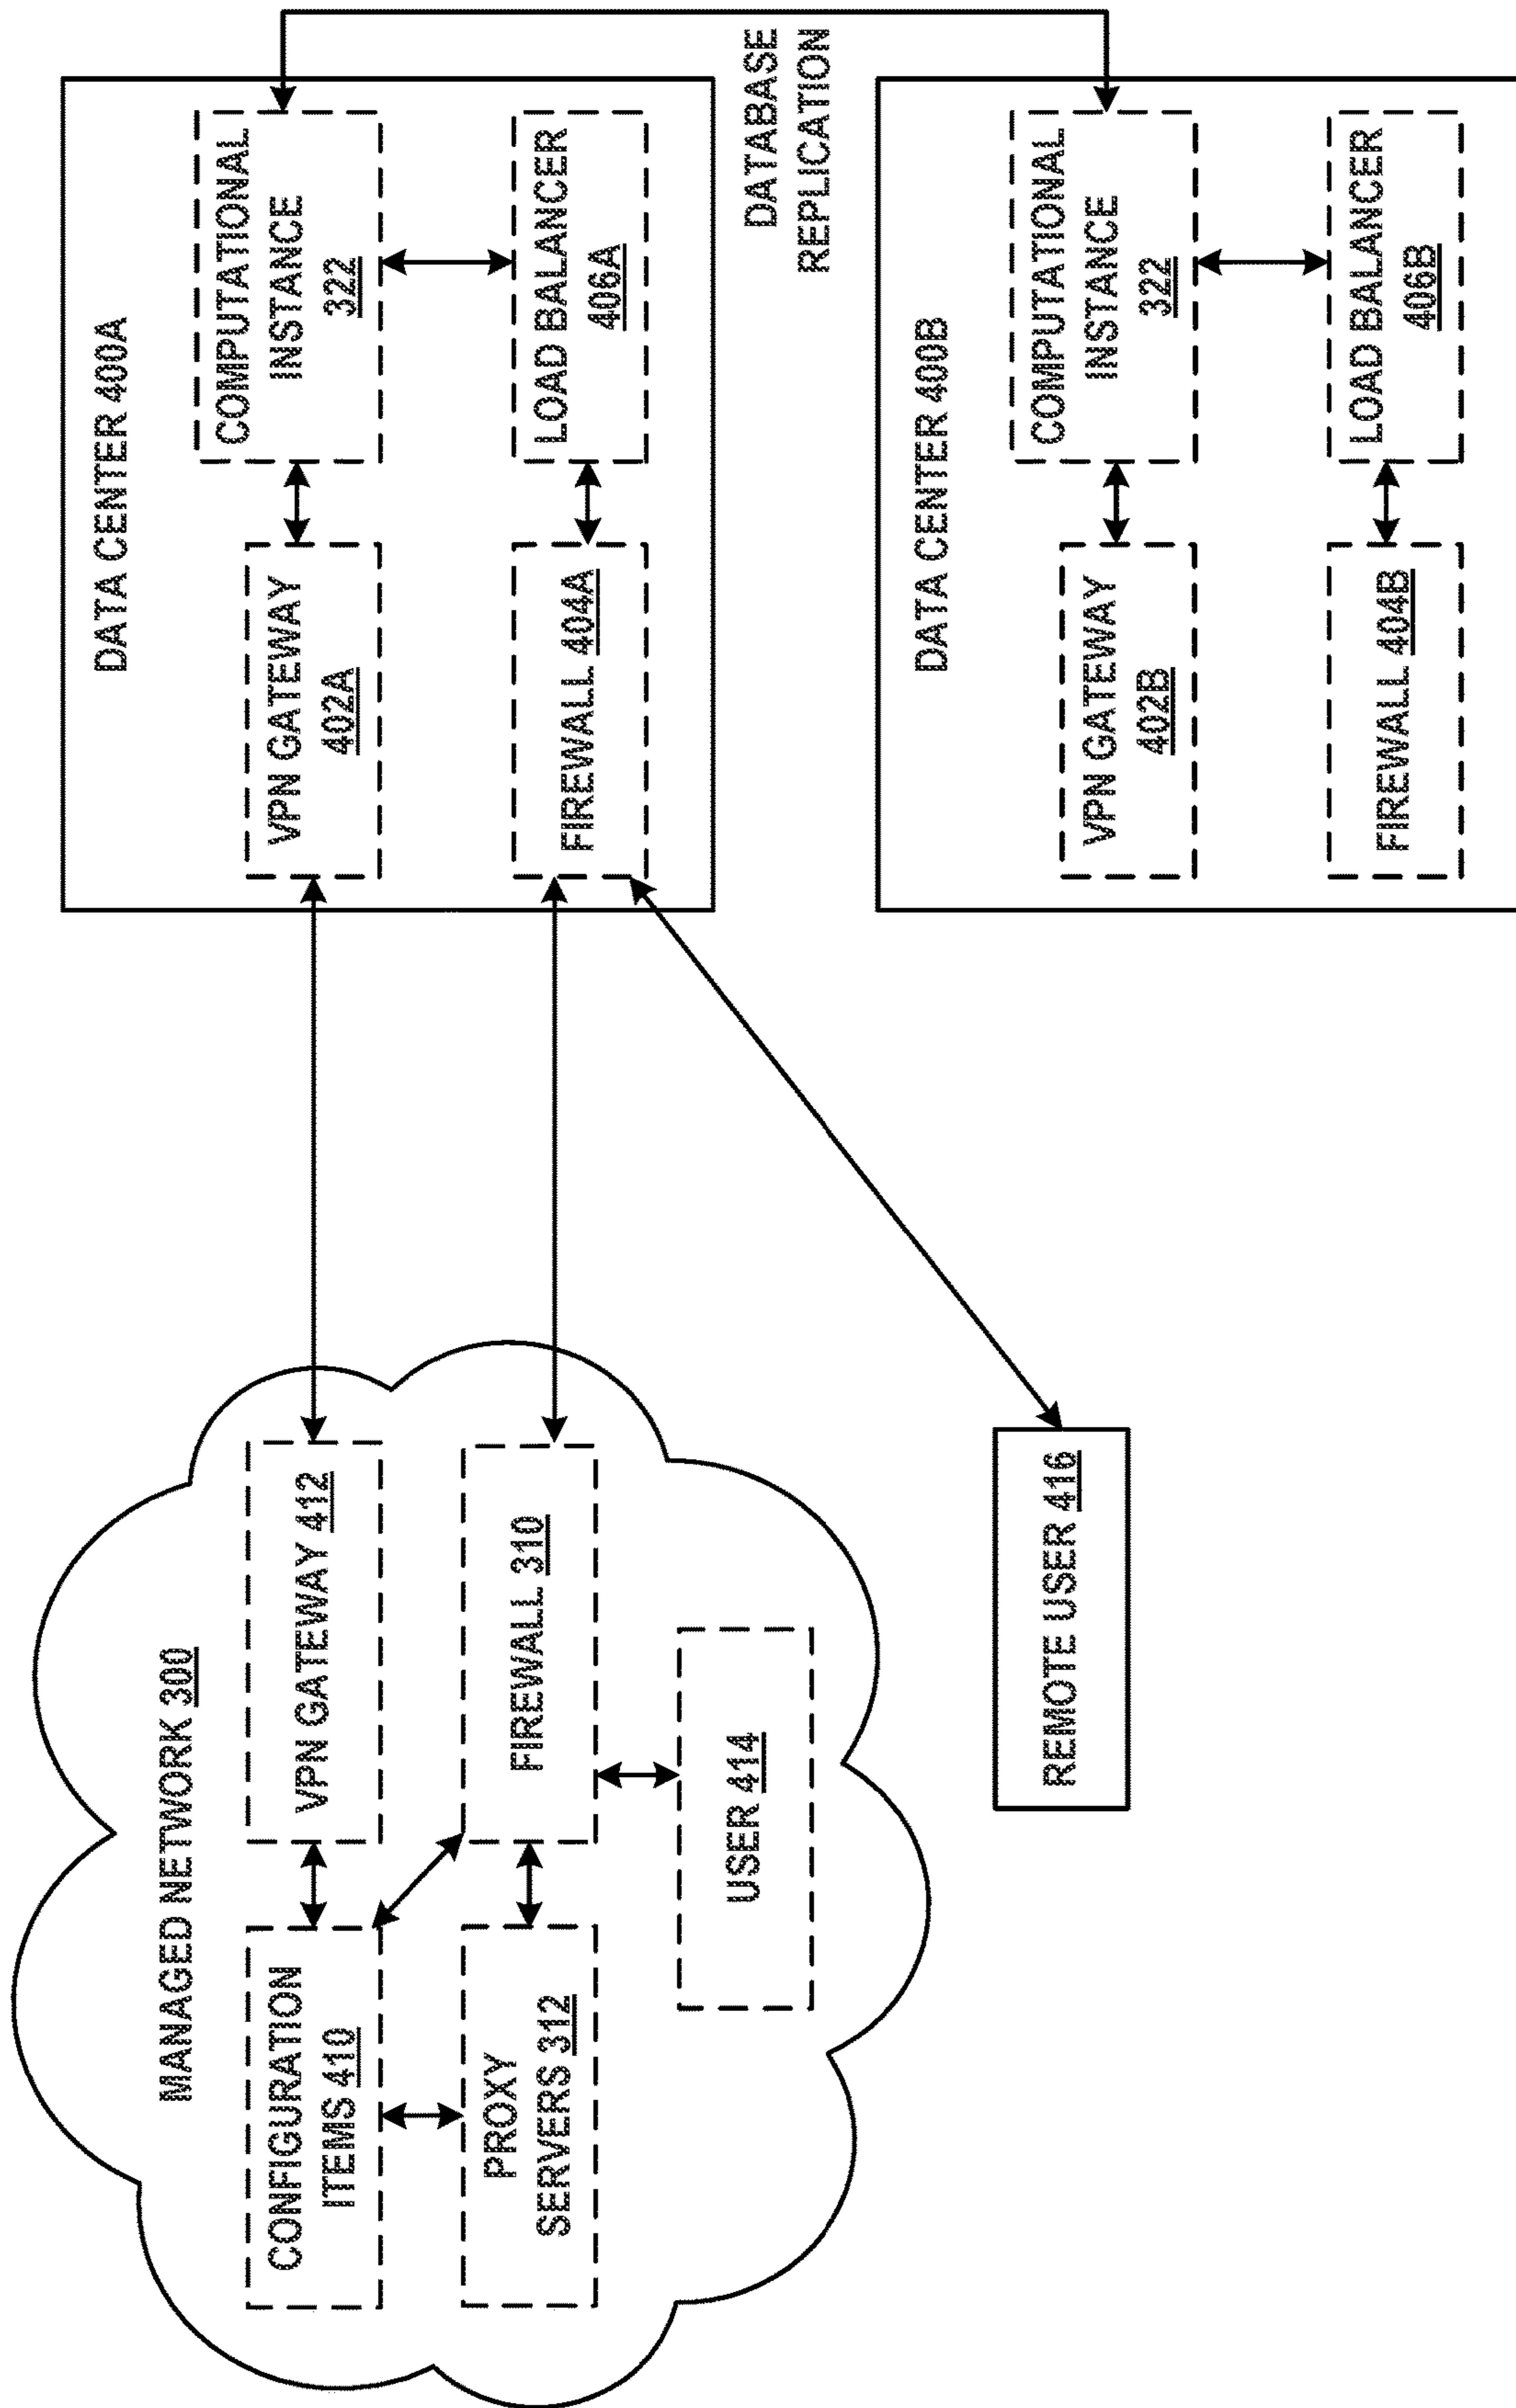 MANAGED NETWORK 300
CONFIGURATION
ITEMS 410
VPN GATEWAY 412
PROXY
SERVERS 312
FIREWALL 310
USER 414
REMOTE USER 416
DATA CENTER 400A
VPN GATEWAY
402A
COMPUTATIONAL
INSTANCE
322
FIREWALL 404A
LOAD BALANCER
406A
DATABASE
REPLICATION
DATA CENTER 400B
VPN GATEWAY
402B
COMPUTATIONAL
INSTANCE
322
FIREWALL 404B
LOAD BALANCER
406B